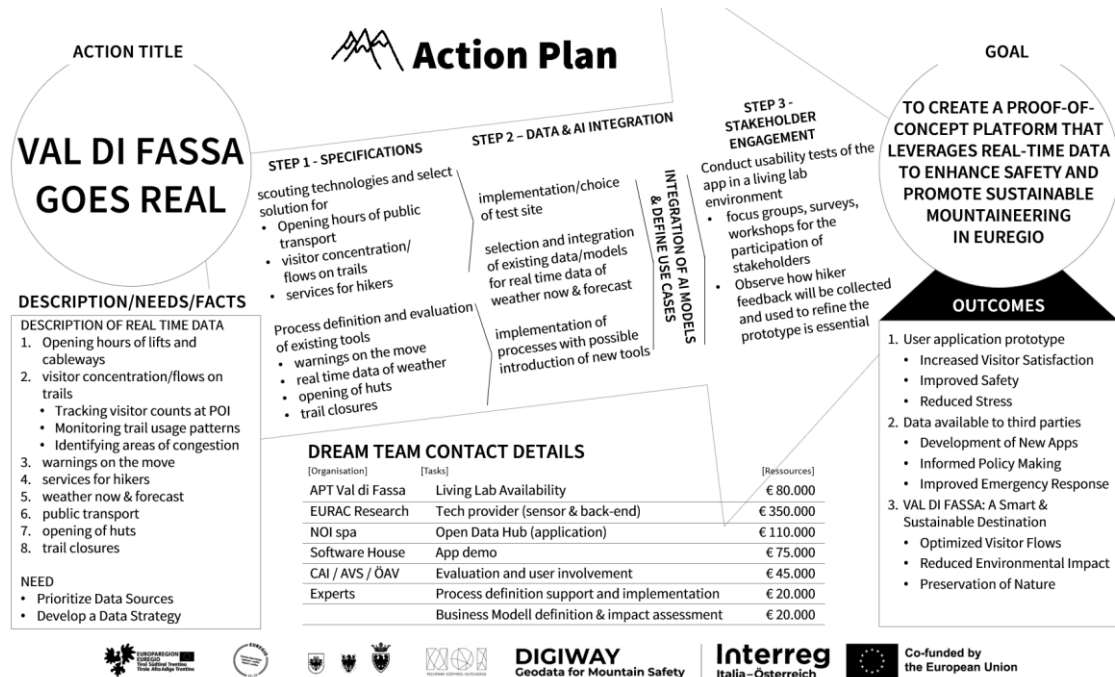 Action Plan
ACTION TITLE
VAL DI FASSA
GOES REAL
DESCRIPTION/NEEDS/FACTS
DESCRIPTION OF REAL TIME DATA
1. Opening hours of lifts and
cableways
2. visitor concentration/flows on
trails
• Tracking visitor counts at POI
• Monitoring trail usage patterns
• Identifying areas of congestion
3. warnings on the move
4. services for hikers
5. weather now & forecast
6. public transport
7. opening of huts
8. trail closures
NEED
• Prioritize Data Sources
• Develop a Data Strategy
STEP 1 - SPECIFICATIONS
scouting technologies and select
solution for
• Opening hours of public
transport
• visitor concentration/
flows on trails
• services for hikers
Process definition and evaluation
of existing tools
• warnings on the move
• real time data of weather
• opening of huts
• trail closures
STEP 2 – DATA & AI INTEGRATION
implementation/choice
of test site
selection and integration
of existing data/models
for real time data of
weather now & forecast
implementation of
processes with possible
introduction of new tools
INTEGRATION OF AI MODELS
& DEFINE USE CASES
STEP 3 -
STAKEHOLDER
ENGAGEMENT
Conduct usability tests of the
app in a living lab
environment
• focus groups, surveys,
workshops for the
participation of
stakeholders
• Observe how hiker
feedback will be collected
and used to refine the
prototype is essential
GOAL
TO CREATE A PROOF-OF-
CONCEPT PLATFORM THAT
LEVERAGES REAL-TIME DATA
TO ENHANCE SAFETY AND
PROMOTE SUSTAINABLE
MOUNTAINEERING
IN EUREGIO
OUTCOMES
1. User application prototype
• Increased Visitor Satisfaction
• Improved Safety
• Reduced Stress
2. Data available to third parties
• Development of New Apps
• Informed Policy Making
• Improved Emergency Response
3. VAL DI FASSA: A Smart &
Sustainable Destination
• Optimized Visitor Flows
• Reduced Environmental Impact
• Preservation of Nature
DREAM TEAM CONTACT DETAILS
[Organisation] [Tasks] [Ressources]
APT Val di Fassa Living Lab Availability € 80.000
EURAC Research Tech provider (sensor & back-end) € 350.000
NOI spa Open Data Hub (application) € 110.000
Software House App demo € 75.000
CAI / AVS / ÖAV Evaluation and user involvement € 45.000
Experts Process definition support and implementation € 20.000
Business Modell definition & impact assessment € 20.000
EUROPAREGION
EUREGIO
Tirol Südtirol Trentino
Tirolo Alto Adige Trentino
EUREGIO
NOI
TECHPARK SÜDTIROL/ALTO ADIGE
DIGIWAY
Geodata for Mountain Safety
Interreg
Italia–Österreich
Co-funded by
the European Union